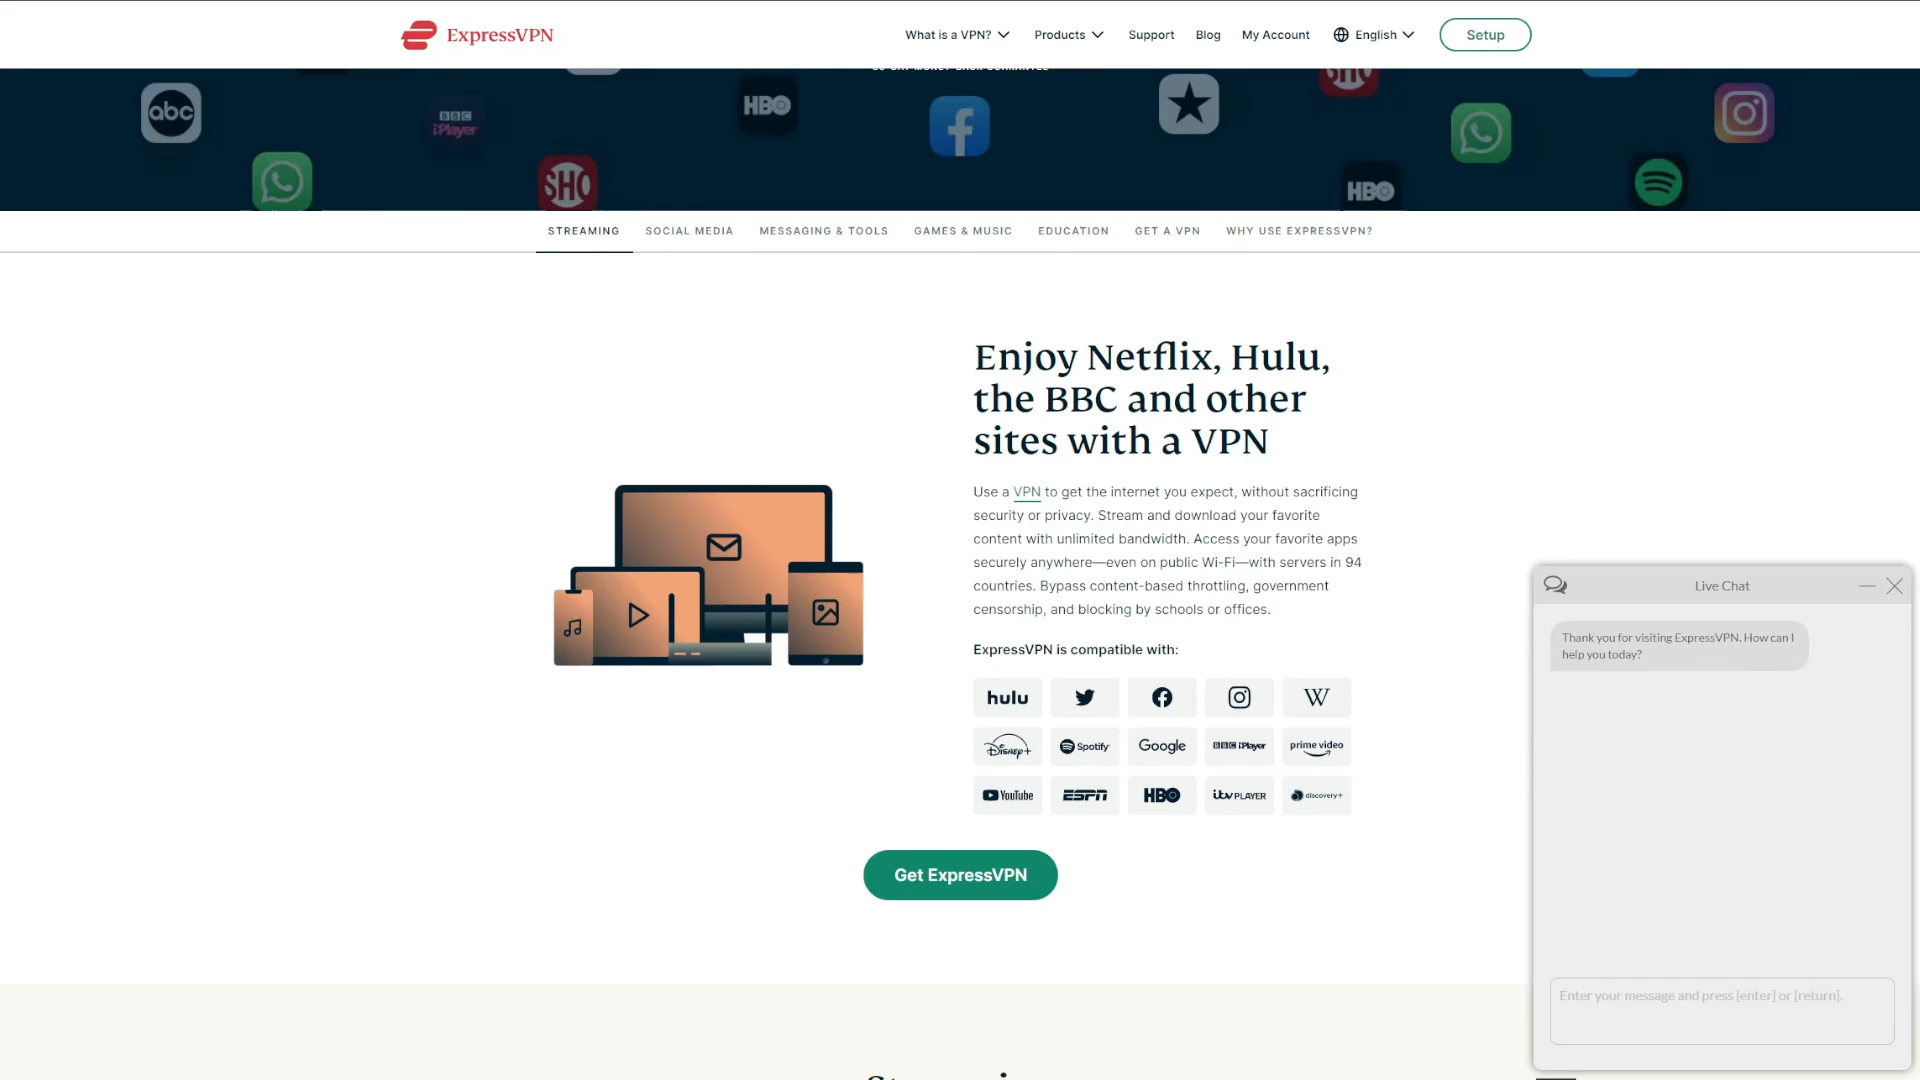 ExpressVPN
What is a VPN?
Products
Support
Blog
My Account
English
Setup
abc
BBC
iPlayer
HBO
SHO
SHO
HBO
STREAMING
SOCIAL MEDIA
MESSAGING & TOOLS
GAMES & MUSIC
EDUCATION
GET A VPN
WHY USE EXPRESSVPN?
Enjoy Netflix, Hulu,
the BBC and other
sites with a VPN
Use a VPN to get the internet you expect, without sacrificing
security or privacy. Stream and download your favorite
content with unlimited bandwidth. Access your favorite apps
securely anywhere—even on public Wi-Fi—with servers in 94
countries. Bypass content-based throttling, government
censorship, and blocking by schools or offices.
ExpressVPN is compatible with:
hulu
W
Disney+
Spotify
Google
BBC iPlayer
prime video
YouTube
ESPN
HBO
itv PLAYER
discovery+
Get ExpressVPN
Live Chat
Thank you for visiting ExpressVPN. How can I
help you today?
Enter your message and press [enter] or [return].